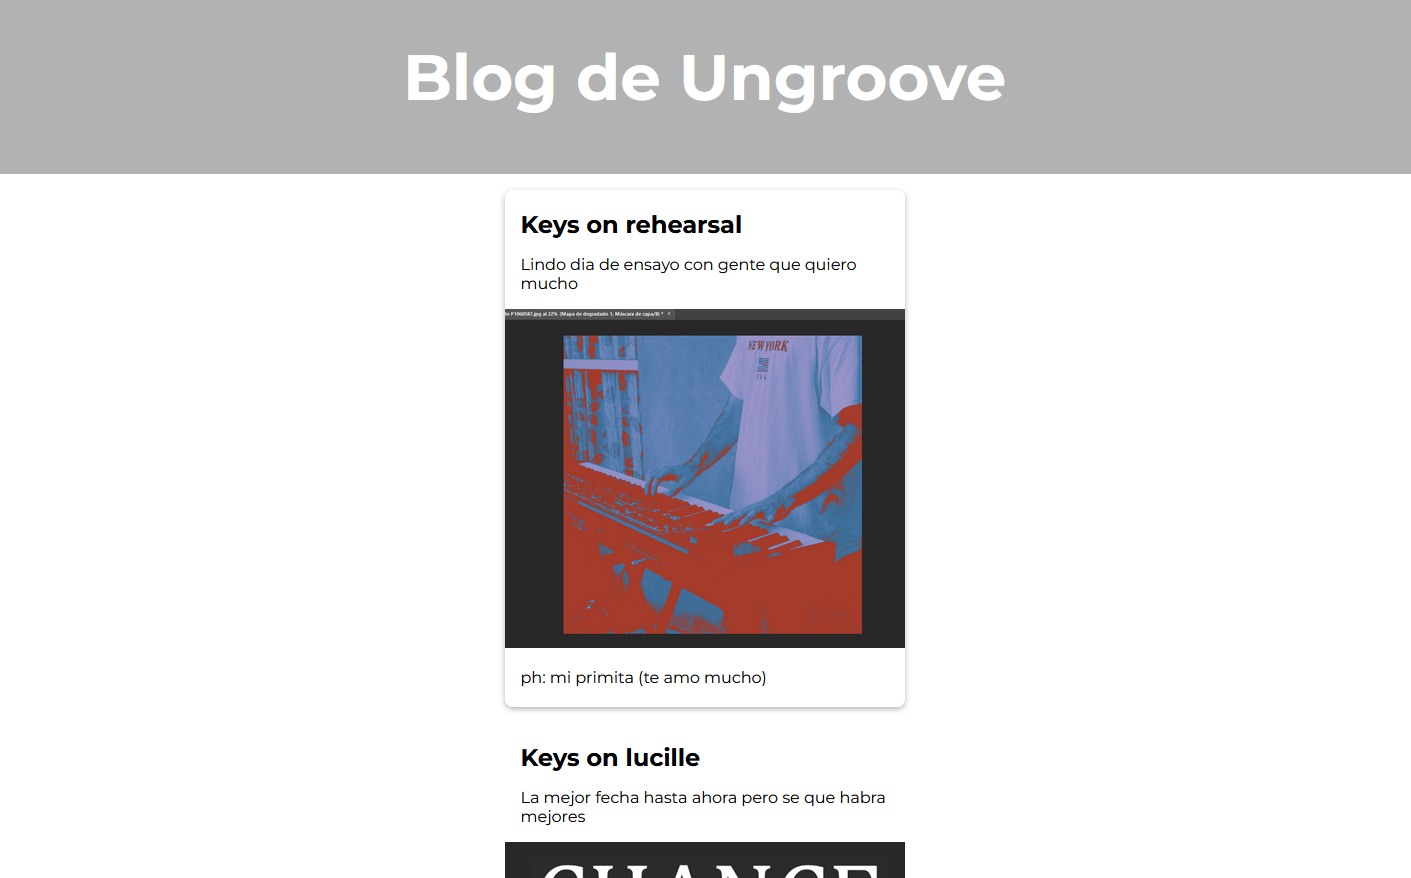 Blog de Ungroove
Keys on rehearsal
Lindo dia de ensayo con gente que quiero
mucho
de P1060587.jpg al 22% (Mapa de degradado 1, Máscara de capa/8) *
NEW YORK
ph: mi primita (te amo mucho)
Keys on lucille
La mejor fecha hasta ahora pero se que habra
mejores
CHANCE